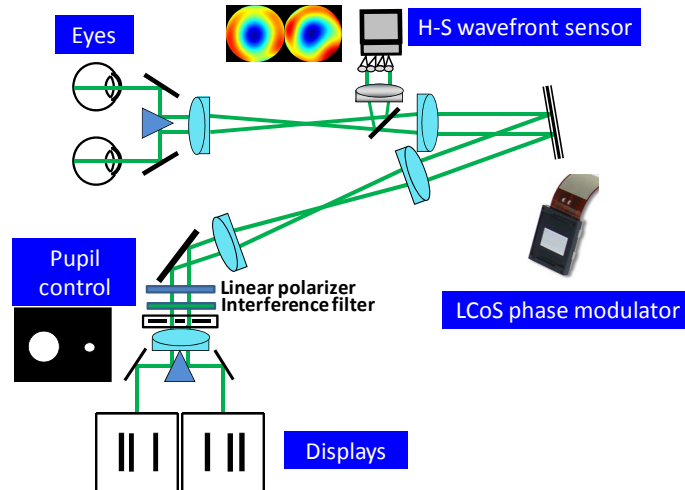 Eyes
H-S wavefront sensor
Pupil
control
Linear polarizer
Interference filter
LCoS phase modulator
Displays